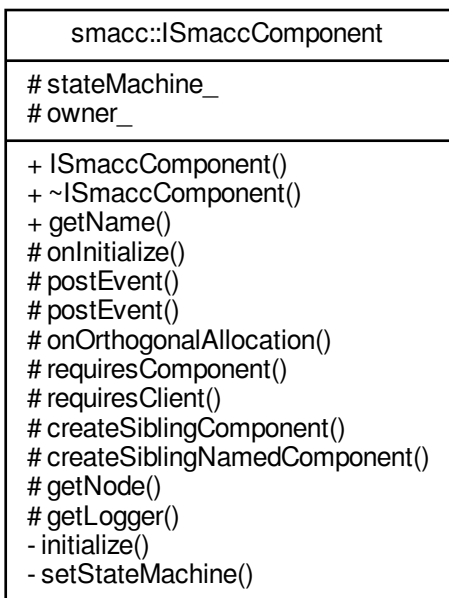 smacc::ISmaccComponent
# stateMachine_
# owner_
+ ISmaccComponent()
+ ~ISmaccComponent()
+ getName()
# onInitialize()
# postEvent()
# postEvent()
# onOrthogonalAllocation()
# requiresComponent()
# requiresClient()
# createSiblingComponent()
# createSiblingNamedComponent()
# getNode()
# getLogger()
- initialize()
- setStateMachine()